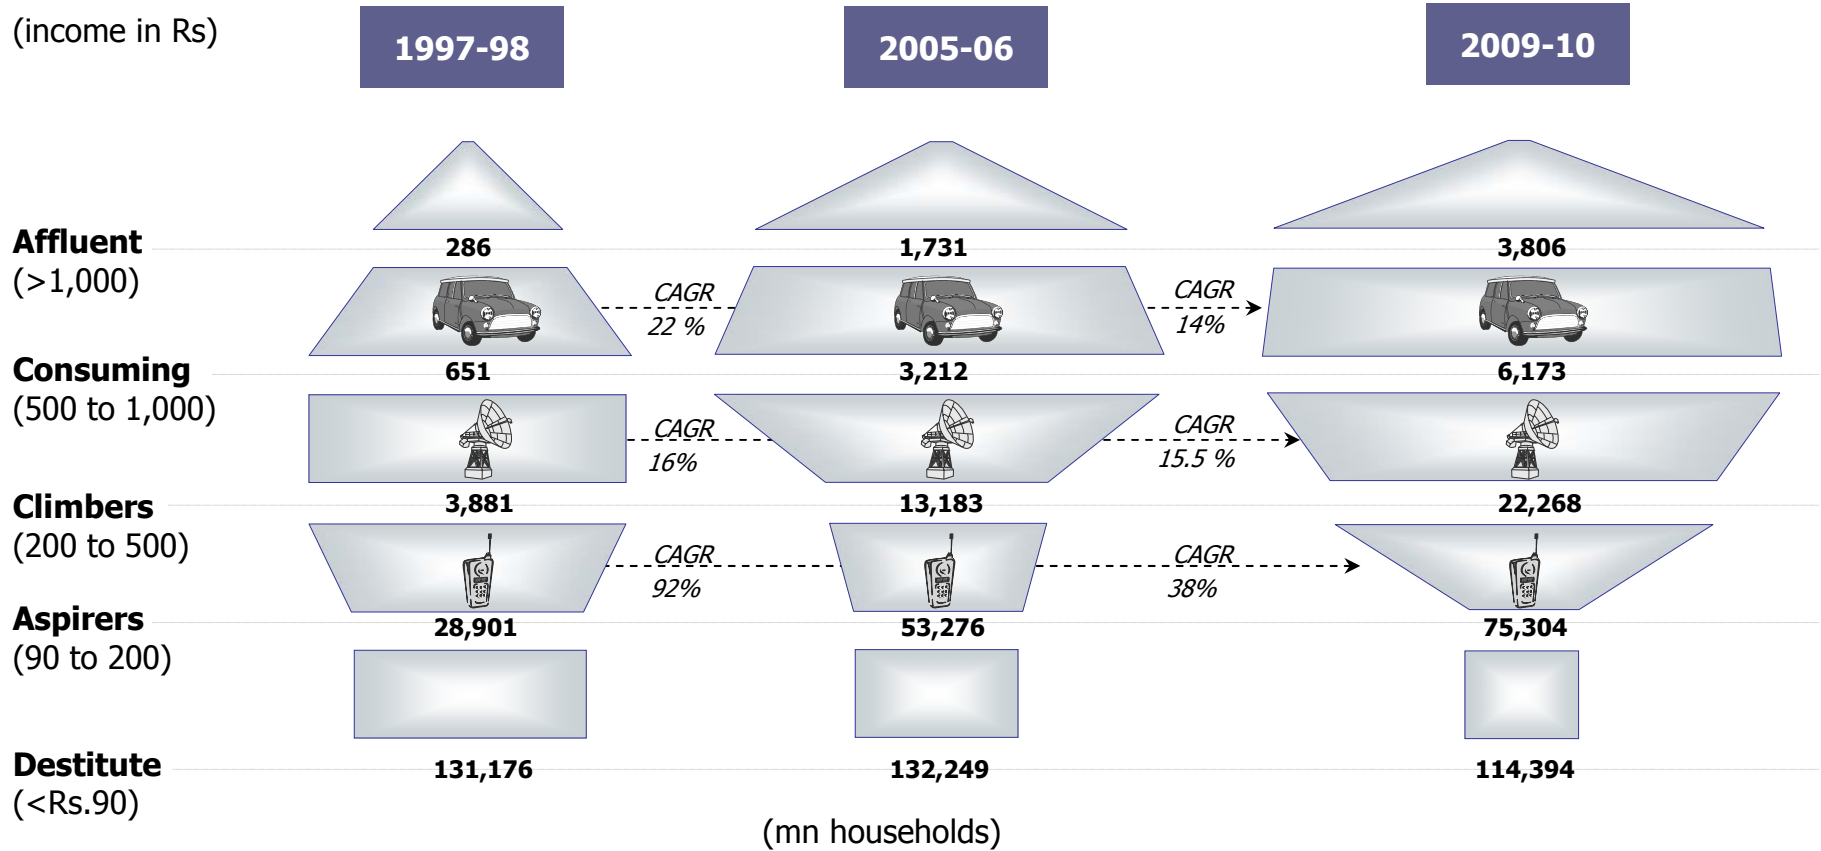 (income in Rs)
1997-98
2005-06
2009-10
Affluent
(>1,000)
286
1,731
3,806
CAGR
22 %
CAGR
14%
Consuming
(500 to 1,000)
651
3,212
6,173
CAGR
16%
CAGR
15.5 %
Climbers
(200 to 500)
3,881
13,183
22,268
CAGR
92%
CAGR
38%
Aspirers
(90 to 200)
28,901
53,276
75,304
Destitute
(<Rs.90)
131,176
132,249
114,394
(mn households)